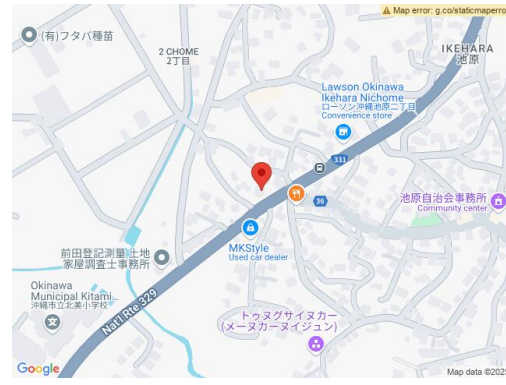 Map error: g.co/staticmaperro
(有)フタバ種苗
2 CHOME
2丁目
IKEHARA
池原
Lawson Okinawa
Ikehara Nichome
ローソン沖縄池原二丁目
Convenience store
331
36
池原自治会事務所
Community center
MKStyle
Used car dealer
前田登記測量 土地
家屋調査士事務所
Okinawa
Municipal Kitami...
沖縄市立北美小学校
Nat'l Rte 329
トゥヌグサイヌカー
(メーヌカーヌイジュン)
Google
Map data ©2025